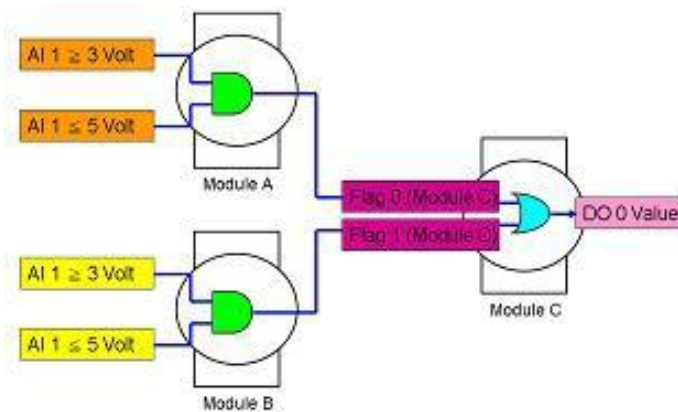 AI 1 ≧ 3 Volt
AI 1 ≦ 5 Volt
Module A
Flag 0 (Module C)
Flag 1 (Module C)
DO 0 Value
Module C
AI 1 ≧ 3 Volt
AI 1 ≦ 5 Volt
Module B